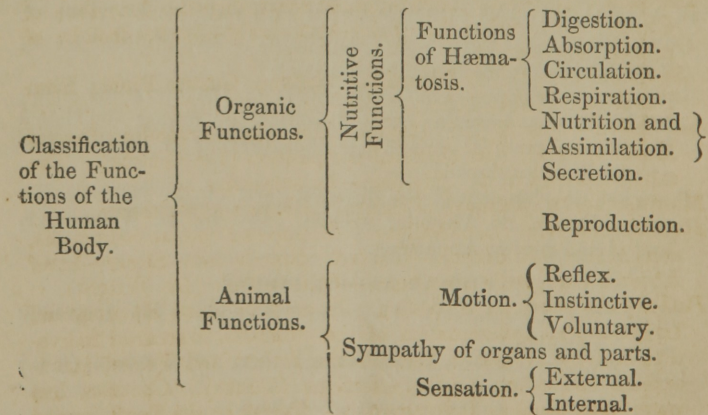 Classification
of the Func-
tions of the
Human
Body.
Organic
Functions.
Nutritive
Functions.
Functions
of Hæma-
tosis.
Digestion.
Absorption.
Circulation.
Respiration.
Nutrition and
Assimilation.
Secretion.
Reproduction.
Animal
Functions.
Motion.
Reflex.
Instinctive.
Voluntary.
Sympathy of organs and parts.
Sensation.
External.
Internal.